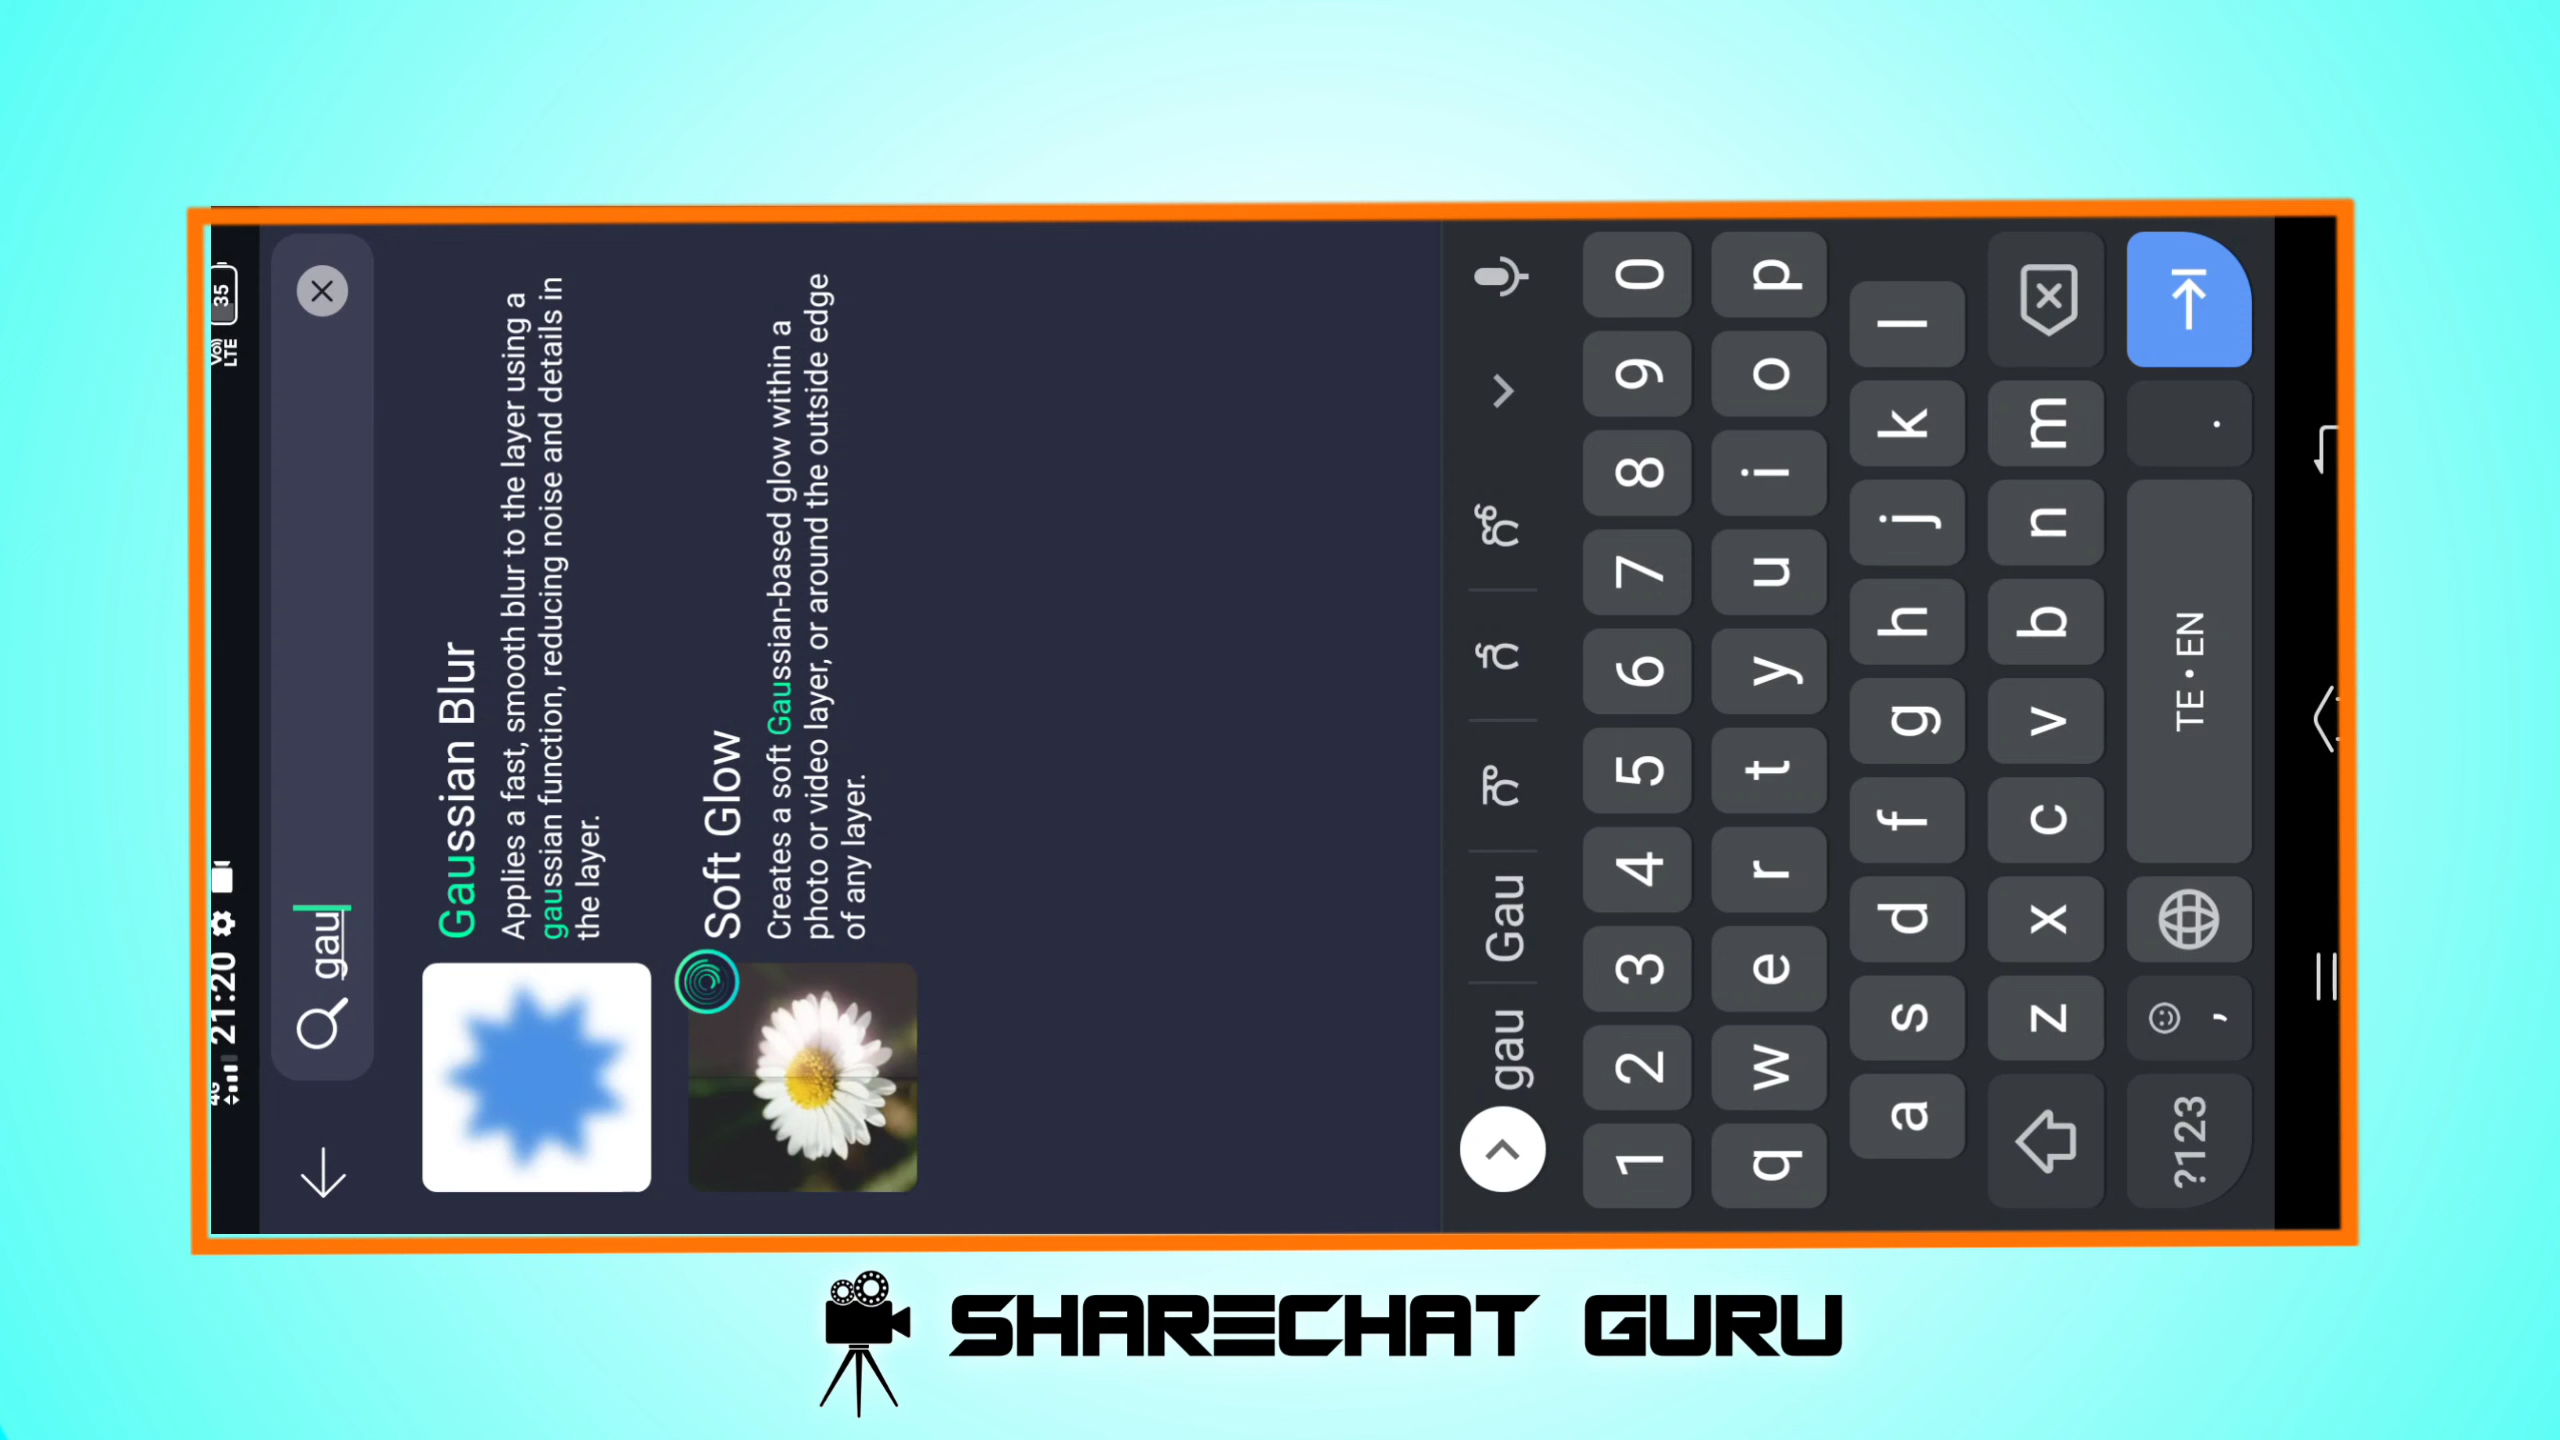 4G 21:20 VoLTE 35
gau
Gaussian Blur
Applies a fast, smooth blur to the layer using a
gaussian function, reducing noise and details in
the layer.
Soft Glow
Creates a soft Gaussian-based glow within a
photo or video layer, or around the outside edge
of any layer.
gau Gau
1 2 3 4 5 6 7 8 9 0
q w e r t y u i o p
a s d f g h j k l
z x c v b n m
?123 , TE • EN .
SHARECHAT GURU